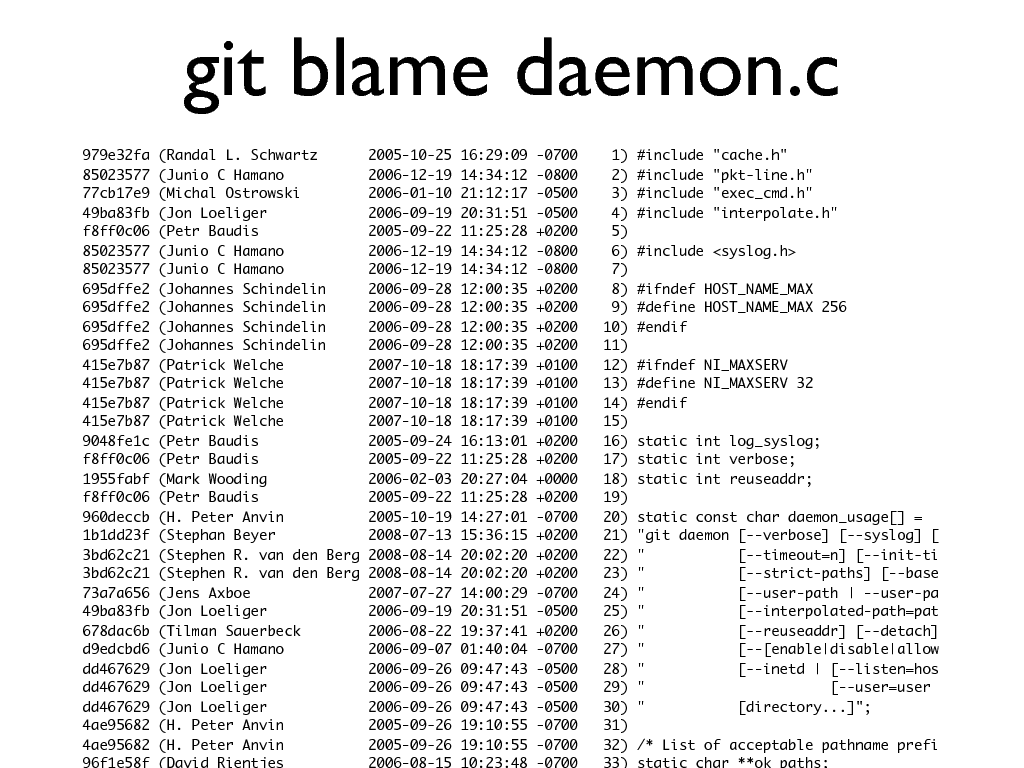 git blame daemon.c
979e32fa (Randal L. Schwartz      2005-10-25 16:29:09 -0700   1) #include "cache.h"
85023577 (Junio C Hamano          2006-12-19 14:34:12 -0800   2) #include "pkt-line.h"
77cb17e9 (Michal Ostrowski        2006-01-10 21:12:17 -0500   3) #include "exec_cmd.h"
49ba83fb (Jon Loeliger            2006-09-19 20:31:51 -0500   4) #include "interpolate.h"
f8ff0c06 (Petr Baudis             2005-09-22 11:25:28 +0200   5)
85023577 (Junio C Hamano          2006-12-19 14:34:12 -0800   6) #include <syslog.h>
85023577 (Junio C Hamano          2006-12-19 14:34:12 -0800   7)
695dffe2 (Johannes Schindelin     2006-09-28 12:00:35 +0200   8) #ifndef HOST_NAME_MAX
695dffe2 (Johannes Schindelin     2006-09-28 12:00:35 +0200   9) #define HOST_NAME_MAX 256
695dffe2 (Johannes Schindelin     2006-09-28 12:00:35 +0200  10) #endif
695dffe2 (Johannes Schindelin     2006-09-28 12:00:35 +0200  11)
415e7b87 (Patrick Welche          2007-10-18 18:17:39 +0100  12) #ifndef NI_MAXSERV
415e7b87 (Patrick Welche          2007-10-18 18:17:39 +0100  13) #define NI_MAXSERV 32
415e7b87 (Patrick Welche          2007-10-18 18:17:39 +0100  14) #endif
415e7b87 (Patrick Welche          2007-10-18 18:17:39 +0100  15)
9048fe1c (Petr Baudis             2005-09-24 16:13:01 +0200  16) static int log_syslog;
f8ff0c06 (Petr Baudis             2005-09-22 11:25:28 +0200  17) static int verbose;
1955fabf (Mark Wooding            2006-02-03 20:27:04 +0000  18) static int reuseaddr;
f8ff0c06 (Petr Baudis             2005-09-22 11:25:28 +0200  19)
960deccb (H. Peter Anvin          2005-10-19 14:27:01 -0700  20) static const char daemon_usage[] =
1b1dd23f (Stephan Beyer           2008-07-13 15:36:15 +0200  21) "git daemon [--verbose] [--syslog] [
3bd62c21 (Stephen R. van den Berg 2008-08-14 20:02:20 +0200  22) "           [--timeout=n] [--init-ti
3bd62c21 (Stephen R. van den Berg 2008-08-14 20:02:20 +0200  23) "           [--strict-paths] [--base
73a7a656 (Jens Axboe              2007-07-27 14:00:29 -0700  24) "           [--user-path | --user-pa
49ba83fb (Jon Loeliger            2006-09-19 20:31:51 -0500  25) "           [--interpolated-path=pat
678dac6b (Tilman Sauerbeck        2006-08-22 19:37:41 +0200  26) "           [--reuseaddr] [--detach]
d9edcbd6 (Junio C Hamano          2006-09-07 01:40:04 -0700  27) "           [--[enable|disable|allow
dd467629 (Jon Loeliger            2006-09-26 09:47:43 -0500  28) "           [--inetd | [--listen=hos
dd467629 (Jon Loeliger            2006-09-26 09:47:43 -0500  29) "                      [--user=user
dd467629 (Jon Loeliger            2006-09-26 09:47:43 -0500  30) "           [directory...]";
4ae95682 (H. Peter Anvin          2005-09-26 19:10:55 -0700  31)
4ae95682 (H. Peter Anvin          2005-09-26 19:10:55 -0700  32) /* List of acceptable pathname prefi
96f1e58f (David Rientjes          2006-08-15 10:23:48 -0700  33) static char **ok_paths;